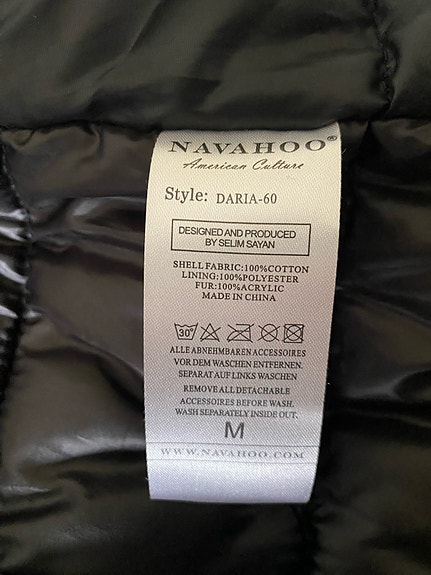 NAVAHOO®
American Culture
Style: DARIA-60
DESIGNED AND PRODUCED
BY SELIM SAYAN
SHELL FABRIC:100%COTTON
LINING:100%POLYESTER
FUR:100%ACRYLIC
MADE IN CHINA
30°
ALLE ABNEHMBAREN ACCESSOIRES
VOR DEM WASCHEN ENTFERNEN.
SEPARAT AUF LINKS WASCHEN
REMOVE ALL DETACHABLE
ACCESSORIES BEFORE WASH.
WASH SEPARATELY INSIDE OUT.
M
WWW.NAVAHOO.COM